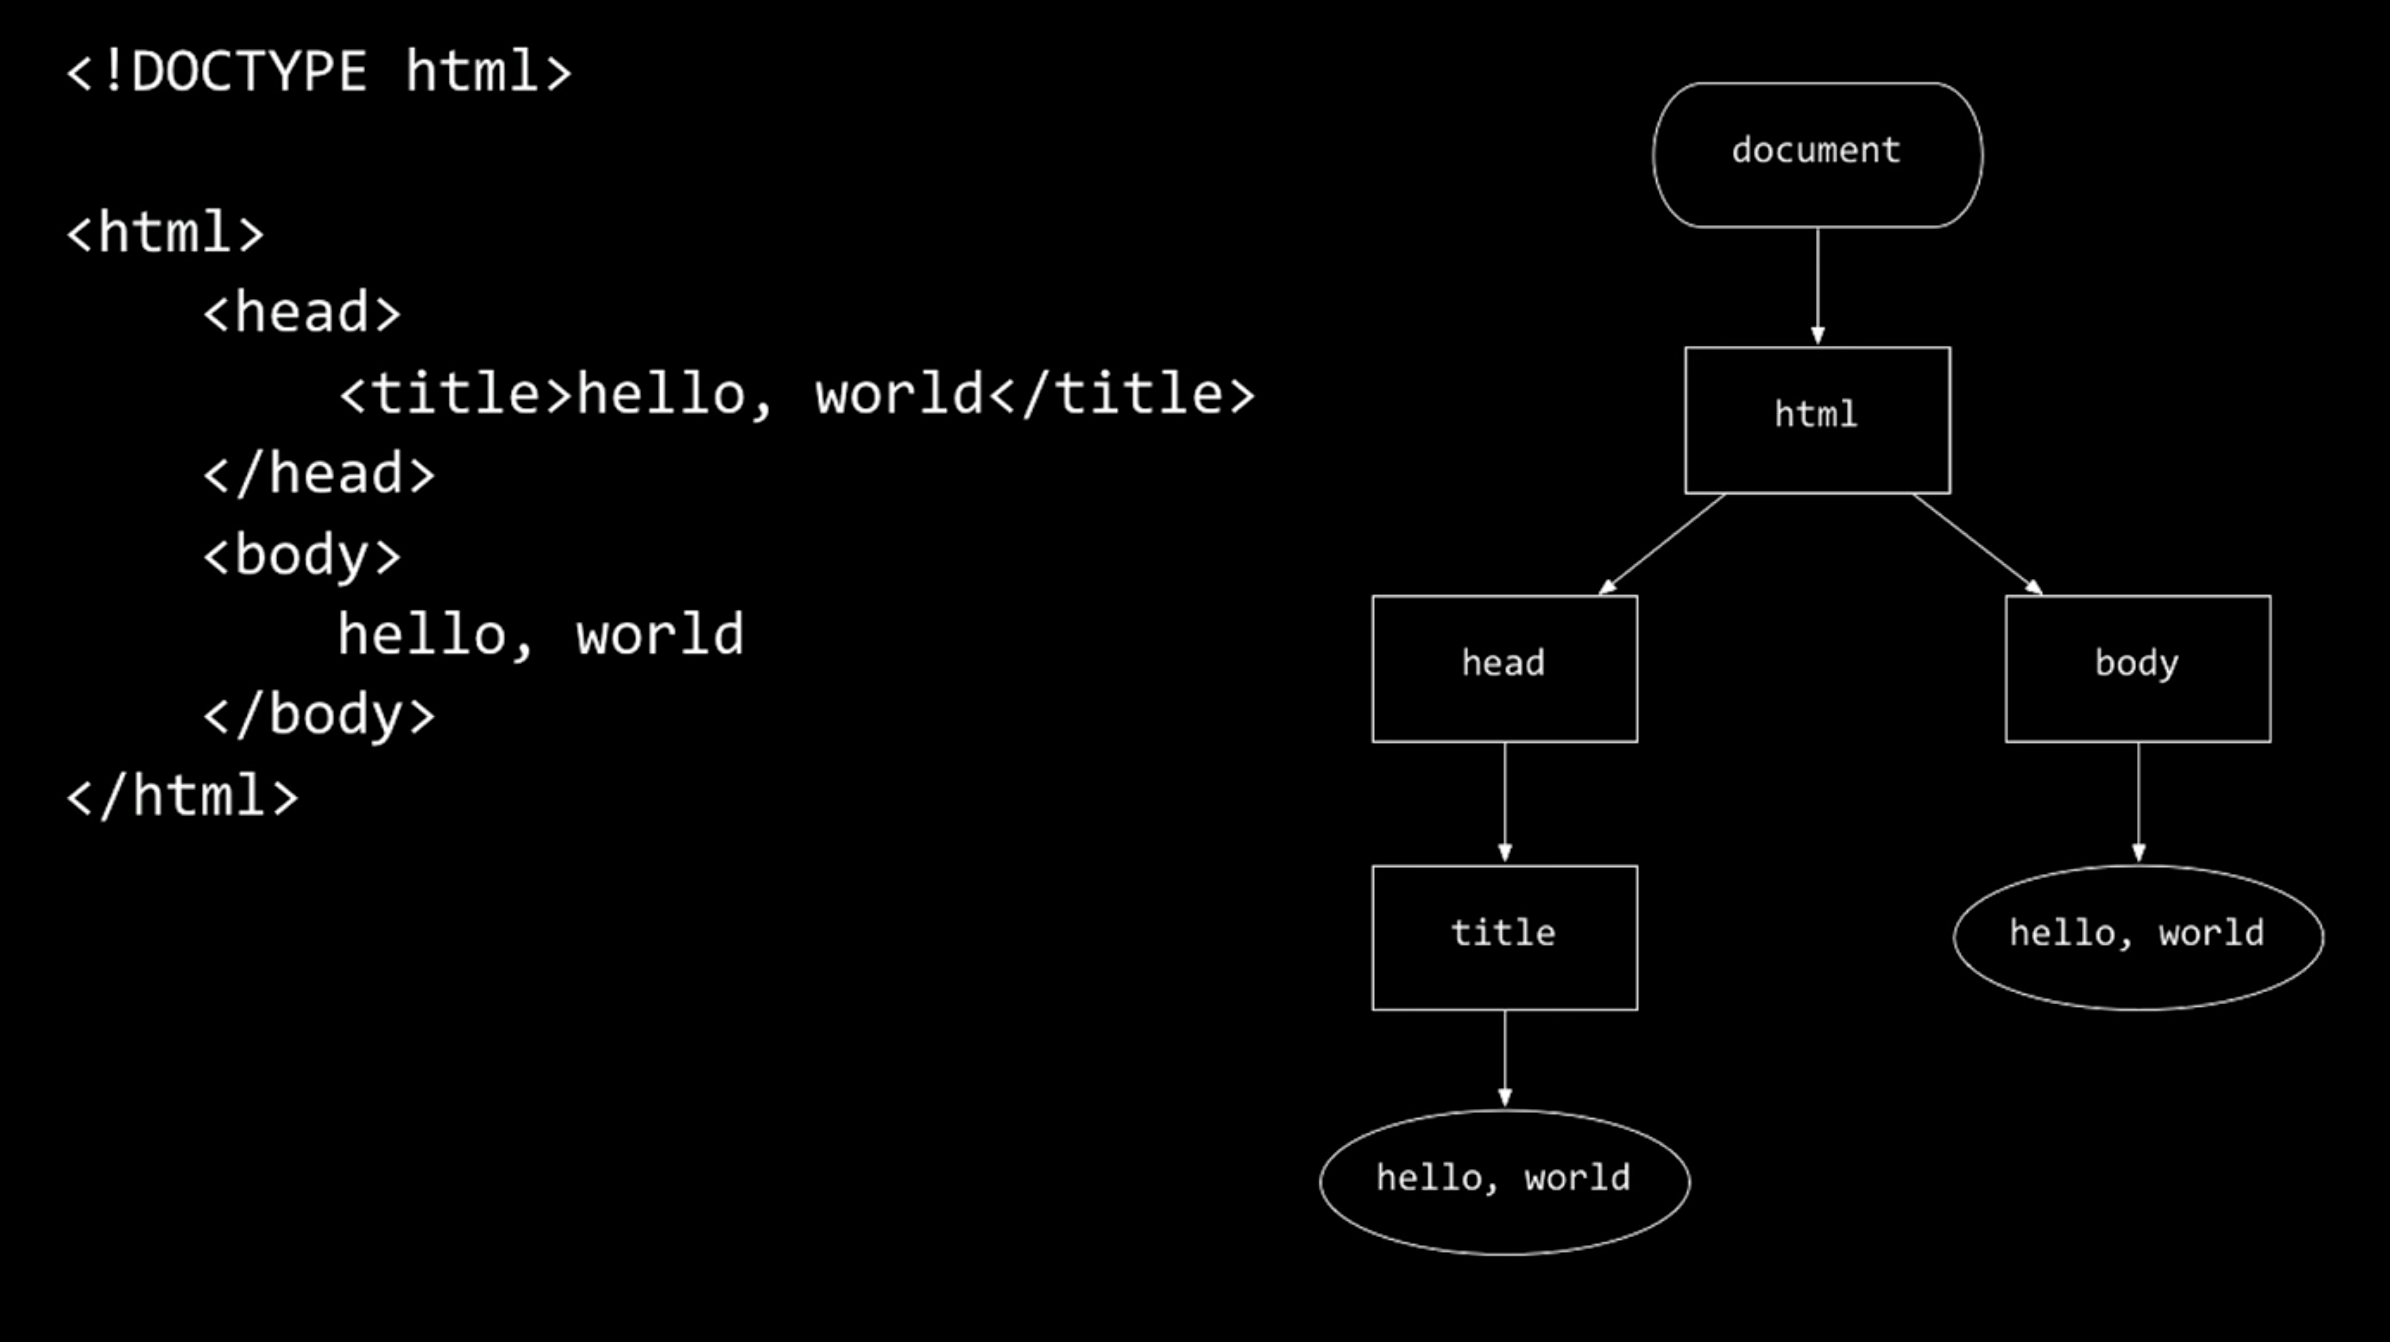 <!DOCTYPE html>
<html>
<head>
<title>hello, world</title>
</head>
<body>
hello, world
</body>
</html>
document
html
head
body
title
hello, world
hello, world